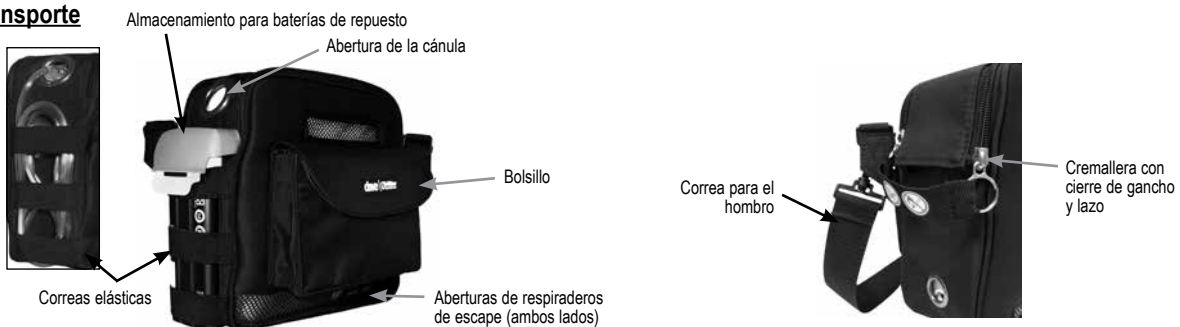 nsporte
Almacenamiento para baterías de repuesto
Abertura de la cánula
Bolsillo
Correas elásticas
Aberturas de respiraderos
de escape (ambos lados)
Correa para el
hombro
Cremallera con
cierre de gancho
y lazo